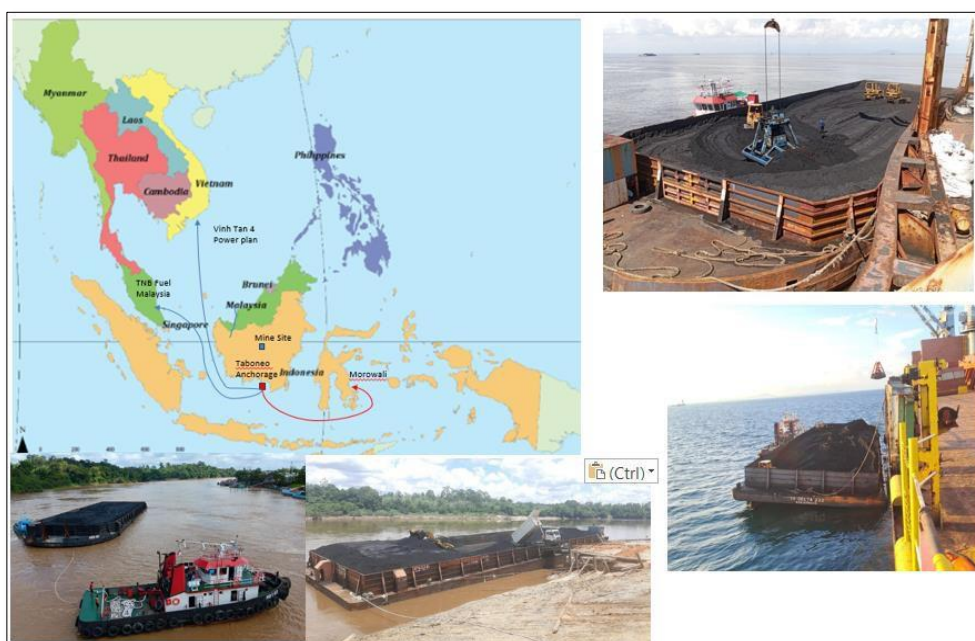 Myanmar
Laos
Thailand
Cambodia
Vietnam
Philippines
Vinh Tan 4
Power plan
TNB Fuel
Malaysia
Brunei
Malaysia
Singapore
Mine Site
Taboneo
Anchorage
Indonesia
Morowali
N
(Ctrl)